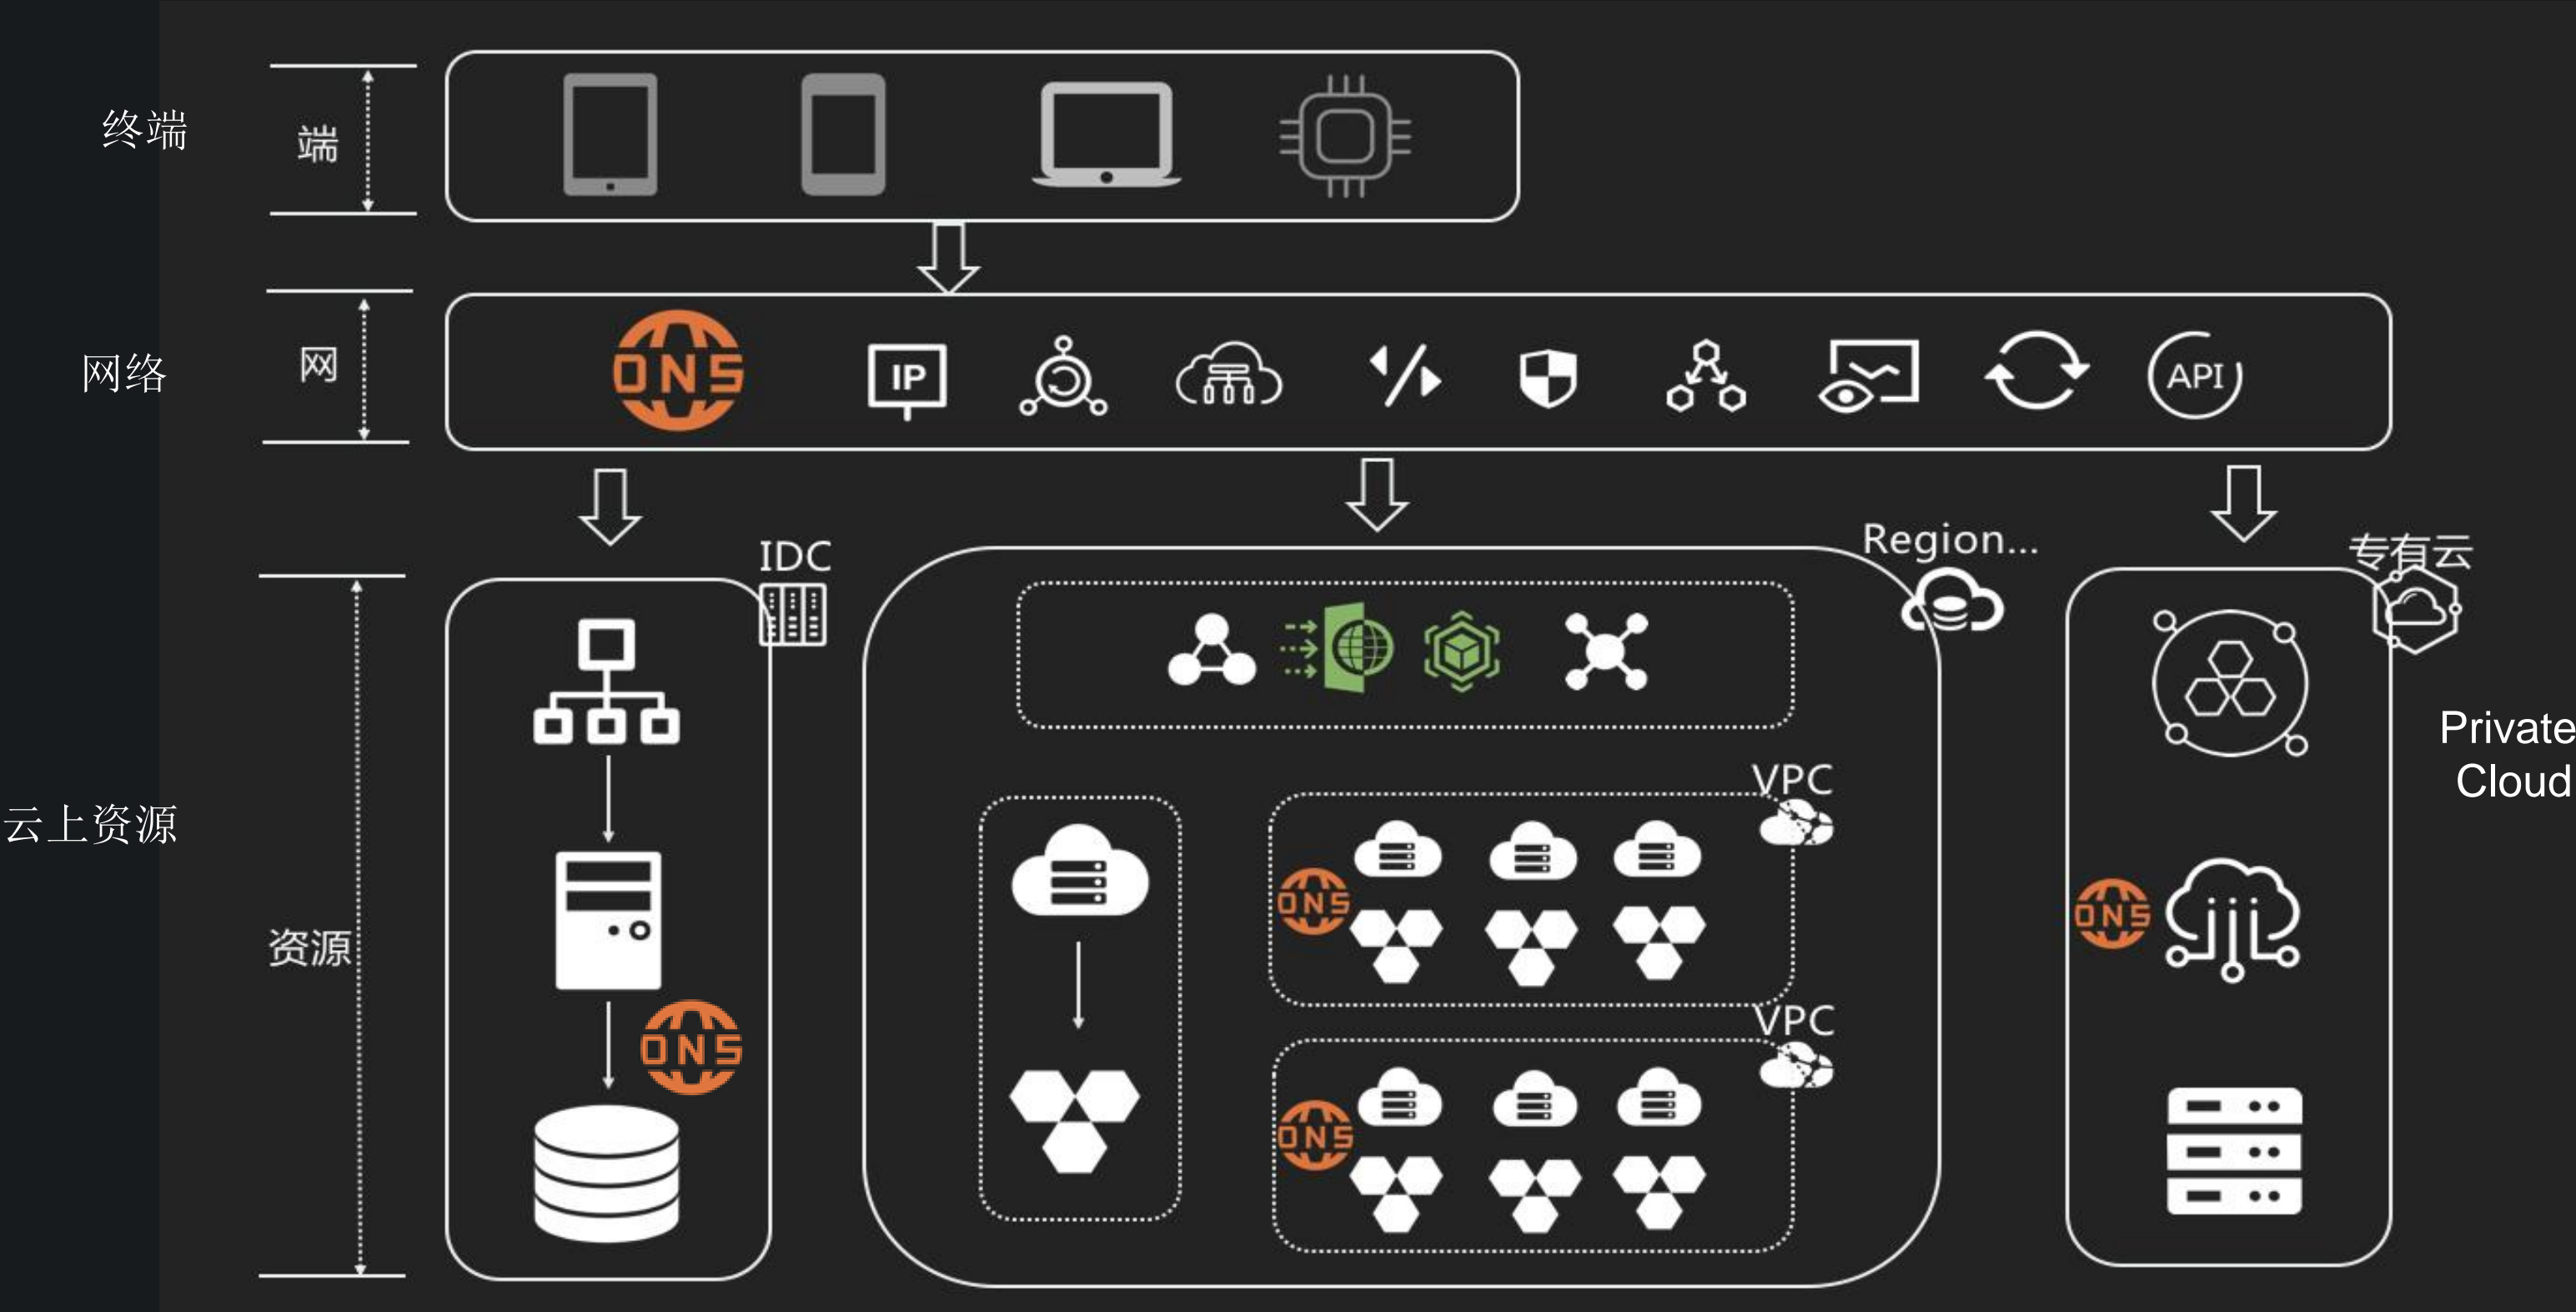 终端
端
网络
网
DNS
IP
API
IDC
Region...
专有云
Private
Cloud
云上资源
资源
VPC
DNS
DNS
DNS
VPC
DNS